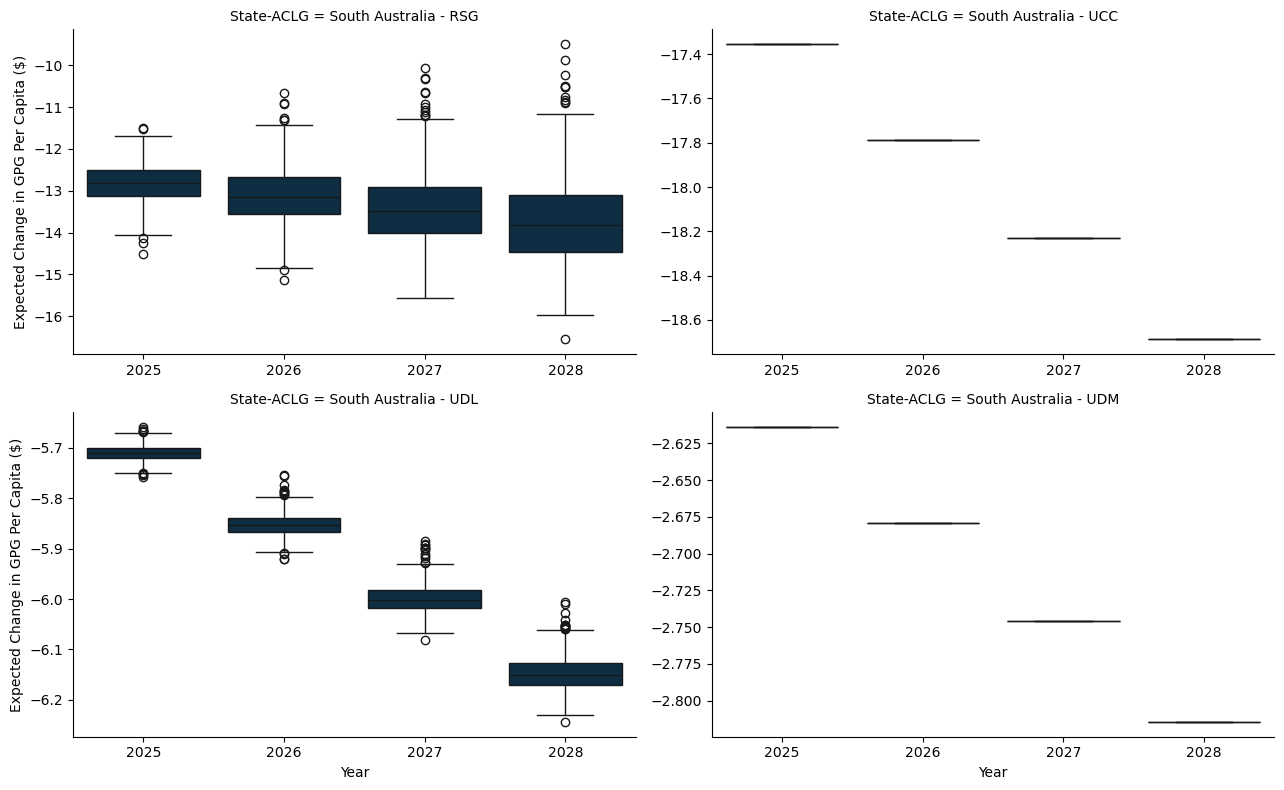 State-ACLG = South Australia - RSG
Expected Change in GPG Per Capita ($)
−10
−11
−12
−13
−14
−15
−16
2025 2026 2027 2028
State-ACLG = South Australia - UCC
−17.4
−17.6
−17.8
−18.0
−18.2
−18.4
−18.6
2025 2026 2027 2028
State-ACLG = South Australia - UDL
Expected Change in GPG Per Capita ($)
−5.7
−5.8
−5.9
−6.0
−6.1
−6.2
2025 2026 2027 2028
Year
State-ACLG = South Australia - UDM
−2.625
−2.650
−2.675
−2.700
−2.725
−2.750
−2.775
−2.800
2025 2026 2027 2028
Year